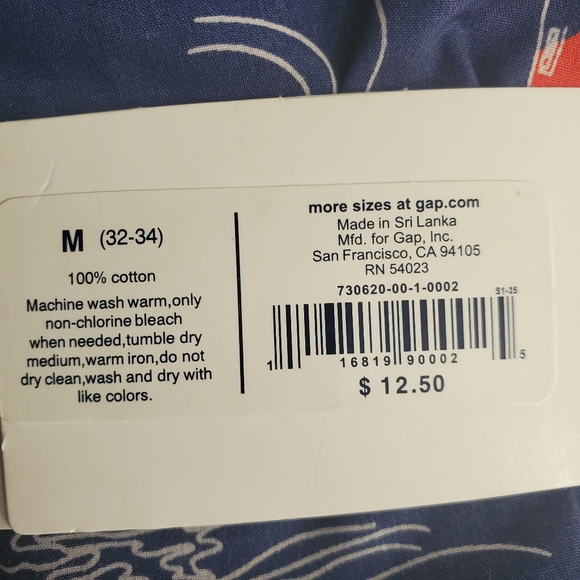 M (32-34)
100% cotton
Machine wash warm,only
non-chlorine bleach
when needed,tumble dry
medium,warm iron,do not
dry clean,wash and dry with
like colors.
more sizes at gap.com
Made in Sri Lanka
Mfd. for Gap, Inc.
San Francisco, CA 94105
RN 54023
730620-00-1-0002
S1-35
1 16819 90002 5
$ 12.50